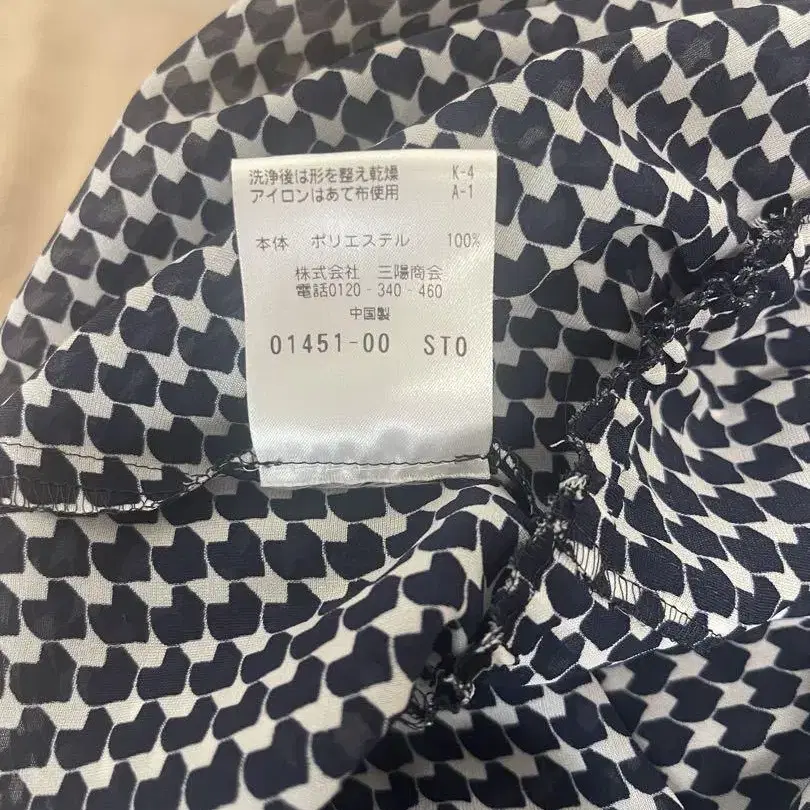 洗浄後は形を整え乾燥 K-4
アイロンはあて布使用 A-1
本体 ポリエステル 100%
株式会社 三陽商会
電話0120-340-460
中国製
01451-00 STO